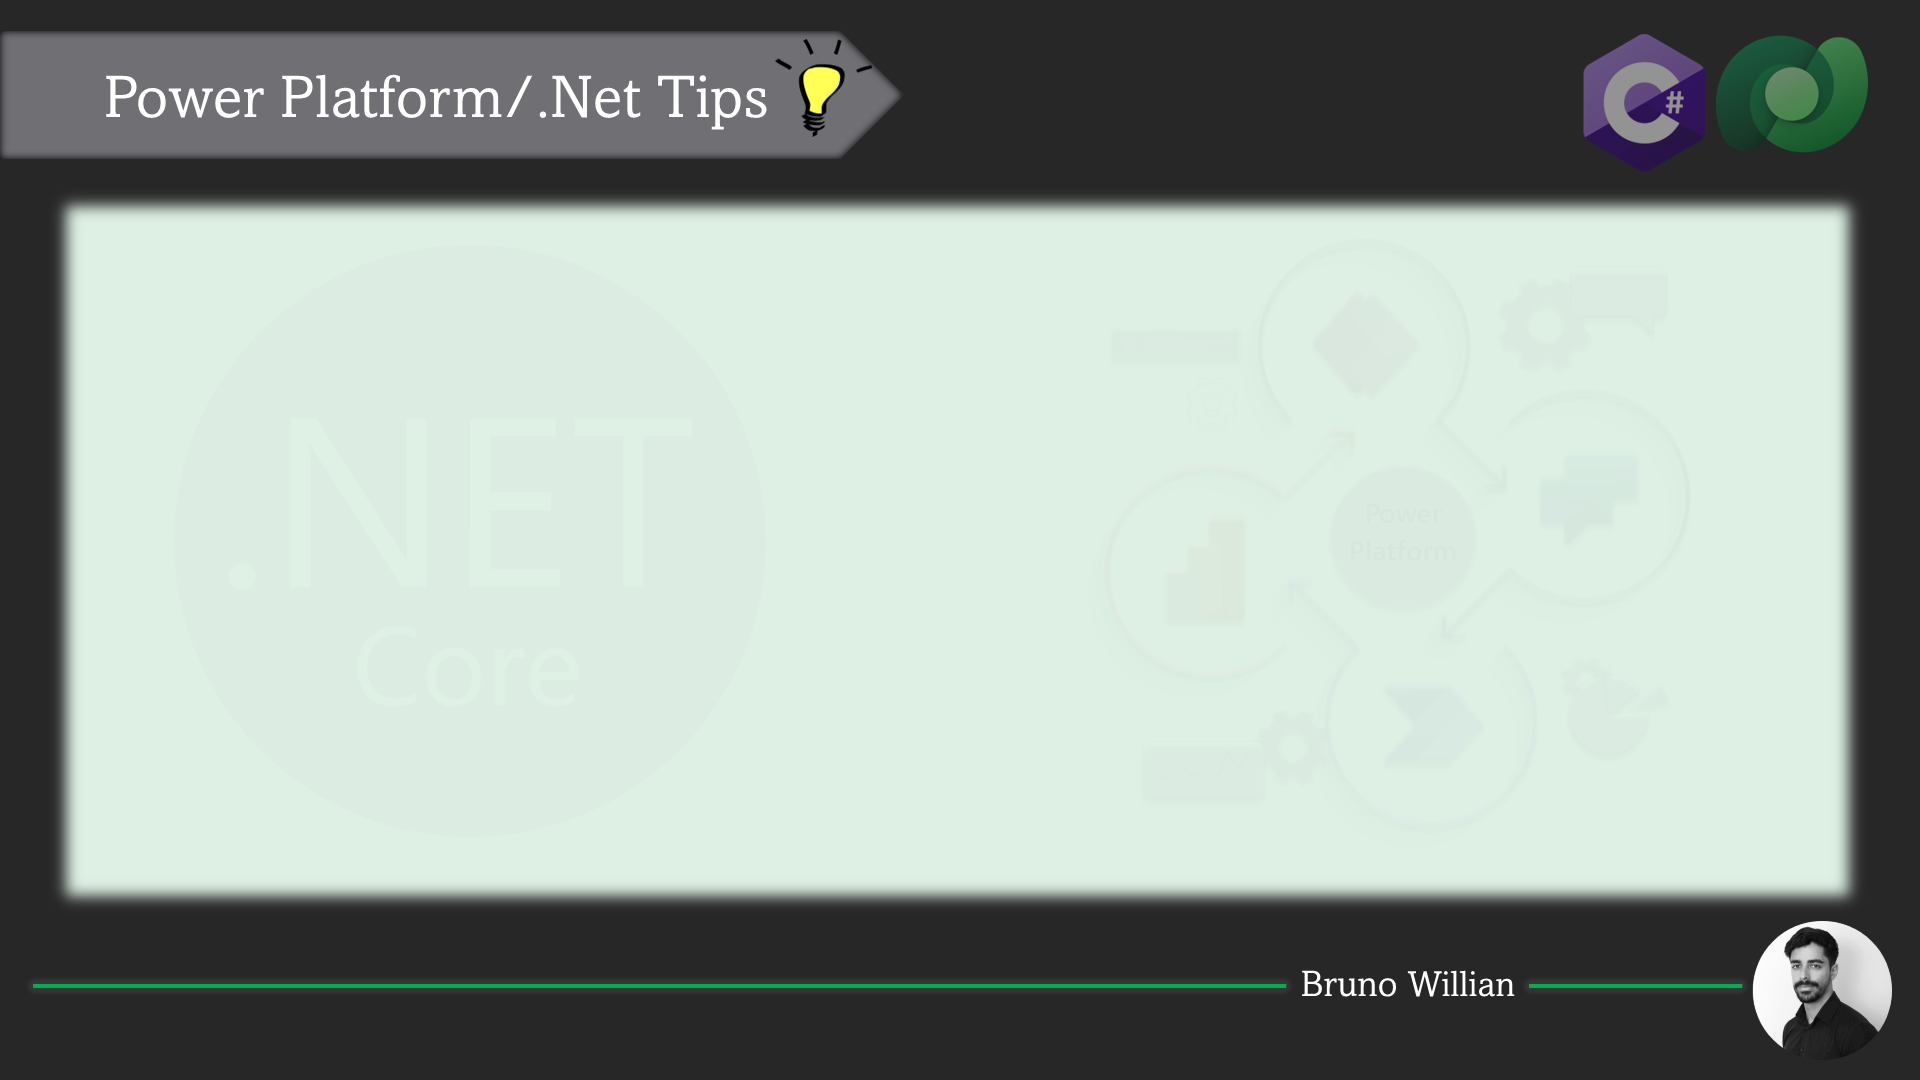 Power Platform/.Net Tips
C#
.NET
Core
Power
Platform
Bruno Willian